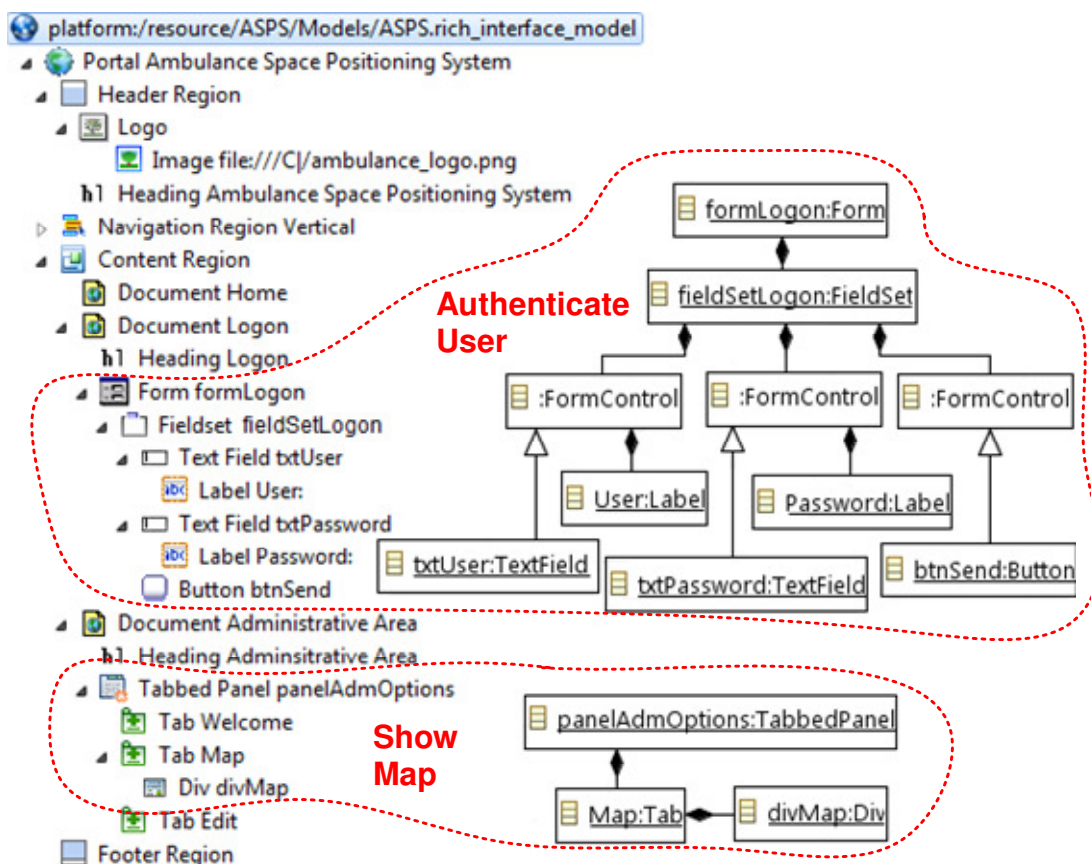 platform:/resource/ASPS/Models/ASPS.rich_interface_model
Portal Ambulance Space Positioning System
Header Region
Logo
Image file:///C|/ambulance_logo.png
h1 Heading Ambulance Space Positioning System
Navigation Region Vertical
Content Region
Document Home
Document Logon
h1 Heading Logon
Form formLogon
Fieldset fieldSetLogon
Text Field txtUser
abc Label User:
Text Field txtPassword
abc Label Password:
Button btnSend
Document Administrative Area
h1 Heading Adminsitrative Area
Tabbed Panel panelAdmOptions
Tab Welcome
Tab Map
Div divMap
Tab Edit
Footer Region
Authenticate
User
formLogon:Form
fieldSetLogon:FieldSet
:FormControl
:FormControl
:FormControl
User:Label
Password:Label
txtUser:TextField
txtPassword:TextField
btnSend:Button
Show
Map
panelAdmOptions:TabbedPanel
Map:Tab
divMap:Div